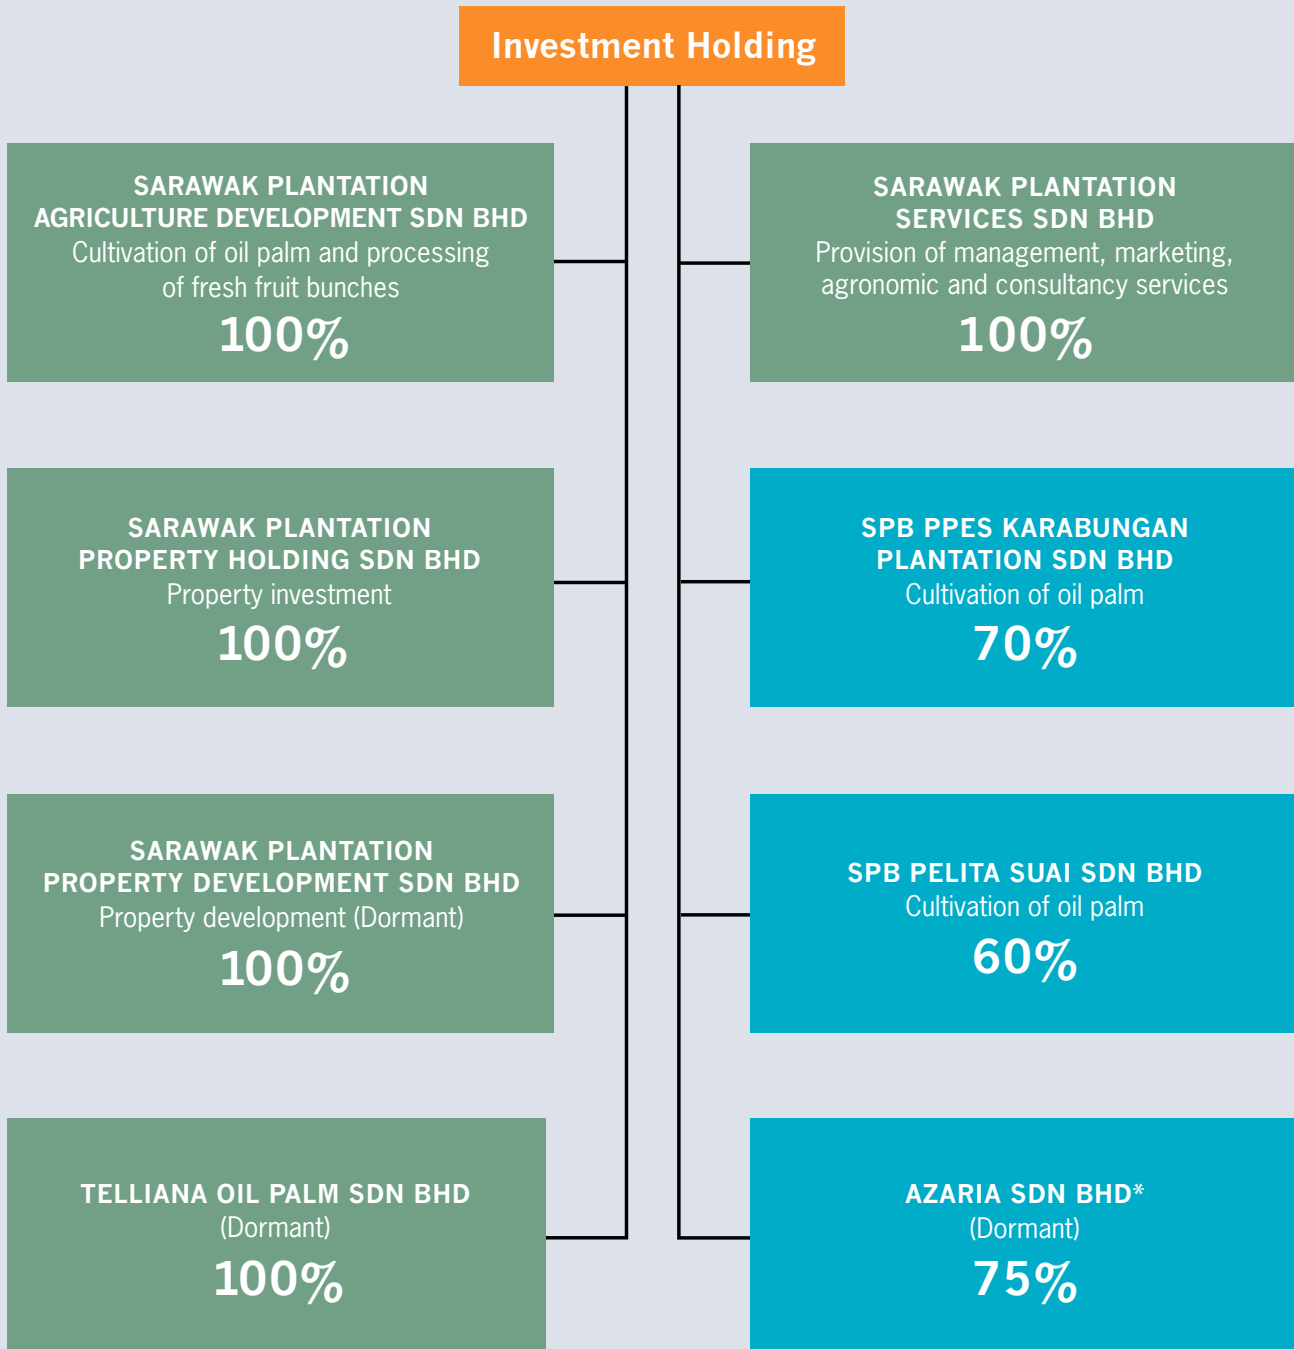 Investment Holding
SARAWAK PLANTATION
AGRICULTURE DEVELOPMENT SDN BHD
Cultivation of oil palm and processing
of fresh fruit bunches
100%
SARAWAK PLANTATION
SERVICES SDN BHD
Provision of management, marketing,
agronomic and consultancy services
100%
SARAWAK PLANTATION
PROPERTY HOLDING SDN BHD
Property investment
100%
SPB PPES KARABUNGAN
PLANTATION SDN BHD
Cultivation of oil palm
70%
SARAWAK PLANTATION
PROPERTY DEVELOPMENT SDN BHD
Property development (Dormant)
100%
SPB PELITA SUAI SDN BHD
Cultivation of oil palm
60%
TELLIANA OIL PALM SDN BHD
(Dormant)
100%
AZARIA SDN BHD*
(Dormant)
75%